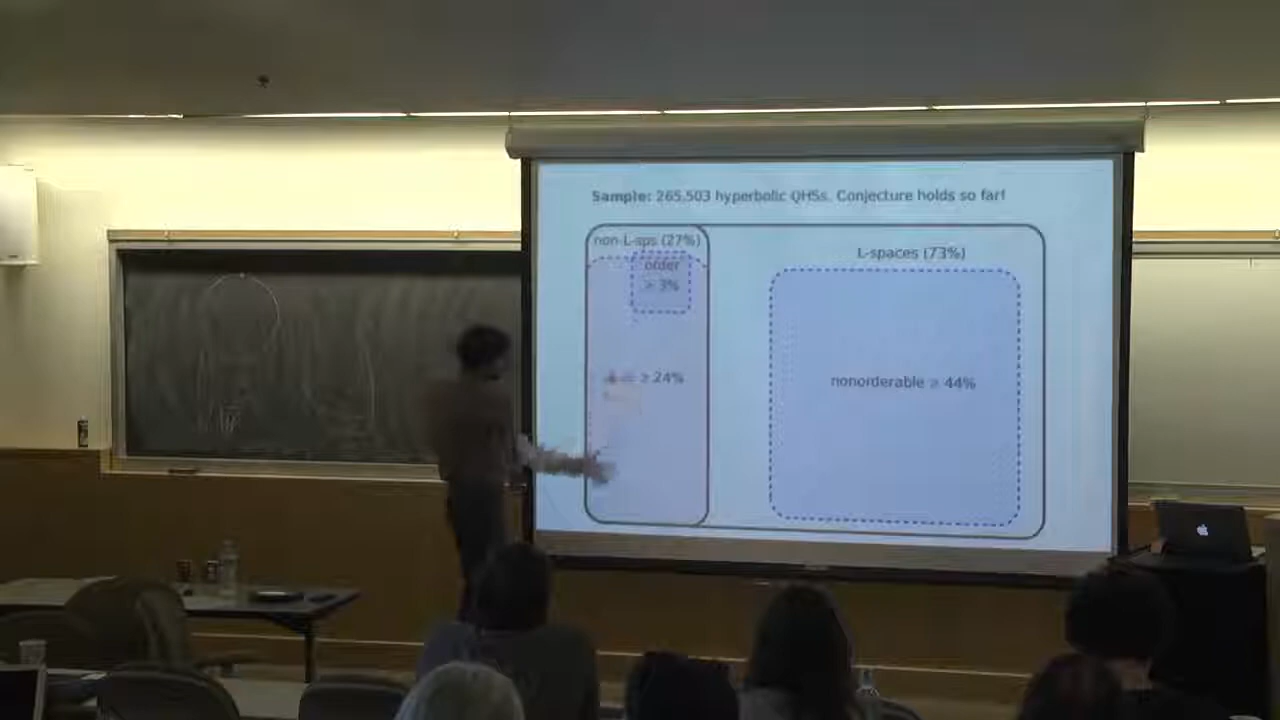 Sample: 265,503 hyperbolic QHSs. Conjecture holds so far!
non-L-sps (27%)
order
≥ 3%
≥ 24%
L-spaces (73%)
nonorderable ≥ 44%